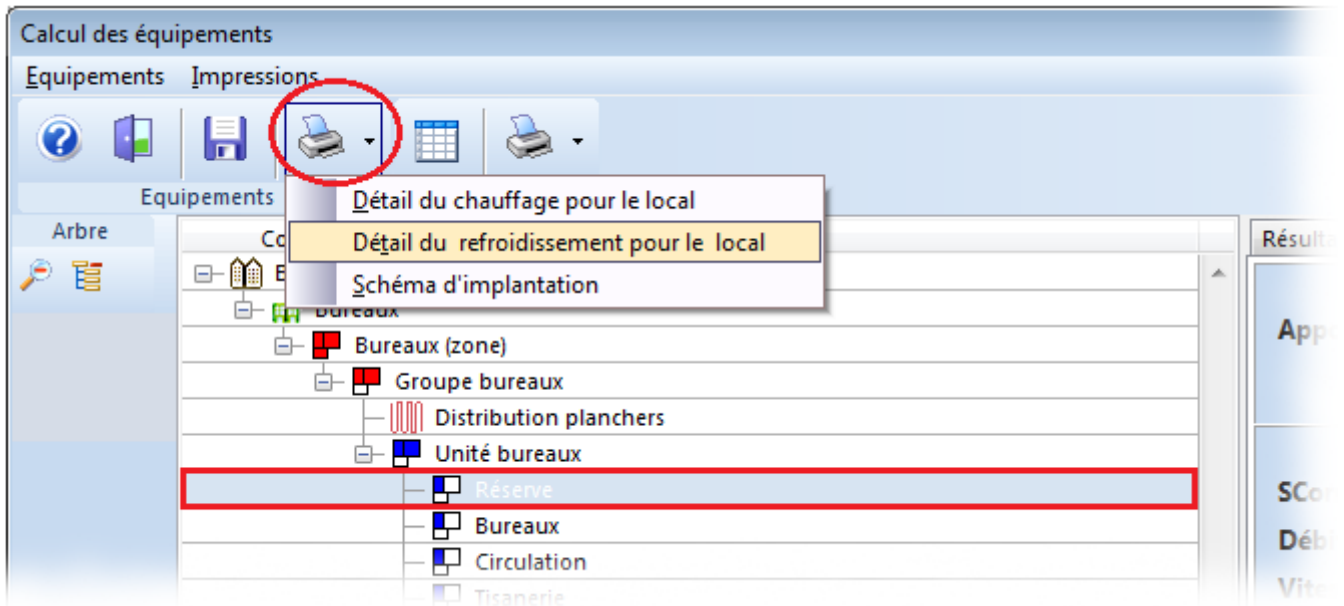 Calcul des équipements
Equipements Impressions
Equipements
Détail du chauffage pour le local
Détail du refroidissement pour le local
Schéma d'implantation
Arbre
Bureaux
Bureaux (zone)
Groupe bureaux
Distribution planchers
Unité bureaux
Réserve
Bureaux
Circulation
Tisanerie